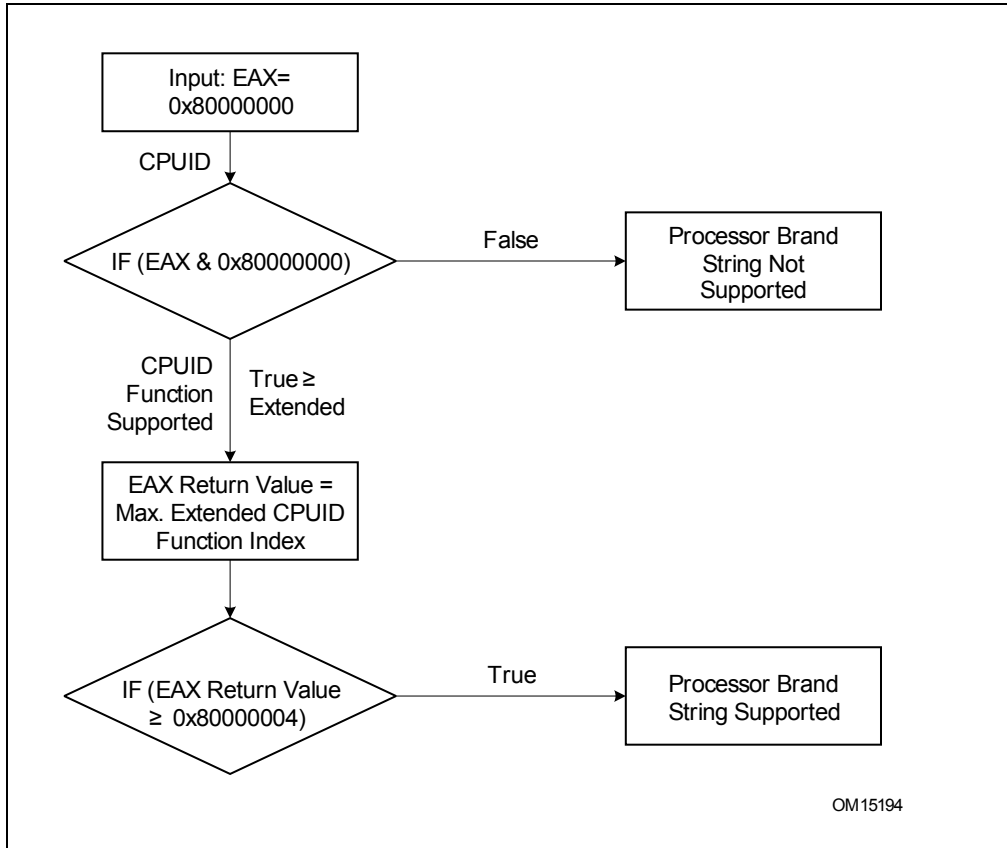 Input: EAX=
0x80000000
CPUID
IF (EAX & 0x80000000)
False
Processor Brand
String Not
Supported
CPUID
Function
Supported
True ≥
Extended
EAX Return Value =
Max. Extended CPUID
Function Index
IF (EAX Return Value
≥ 0x80000004)
True
Processor Brand
String Supported
OM15194